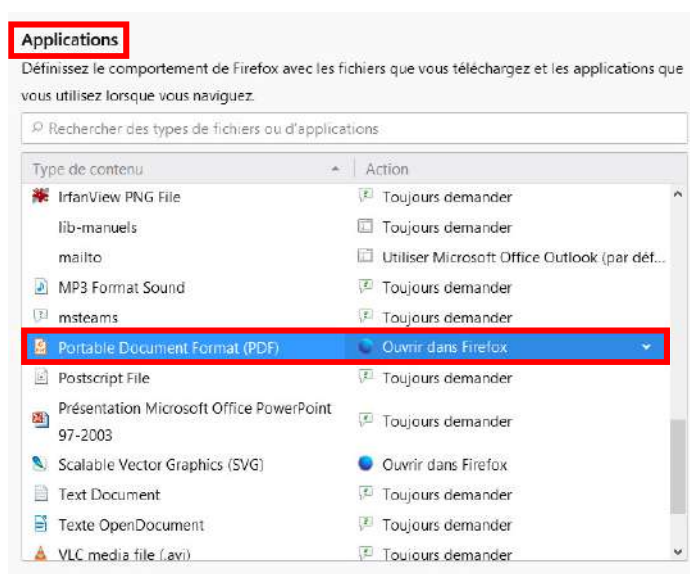 Applications
Définissez le comportement de Firefox avec les fichiers que vous téléchargez et les applications que
vous utilisez lorsque vous naviguez.
Rechercher des types de fichiers ou d'applications
Type de contenu Action
IrfanView PNG File Toujours demander
lib-manuels Toujours demander
mailto Utiliser Microsoft Office Outlook (par déf...
MP3 Format Sound Toujours demander
msteams Toujours demander
Portable Document Format (PDF) Ouvrir dans Firefox
Postscript File Toujours demander
Présentation Microsoft Office PowerPoint
97-2003 Toujours demander
Scalable Vector Graphics (SVG) Ouvrir dans Firefox
Text Document Toujours demander
Texte OpenDocument Toujours demander
VLC media file (.avi) Toujours demander